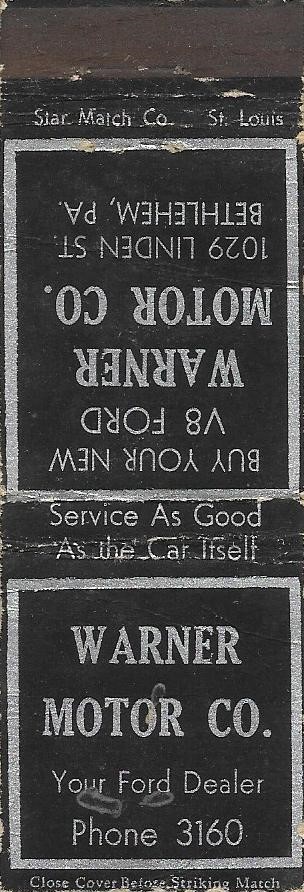 Star Match Co. St. Louis
BUY YOUR NEW
V8 FORD
WARNER
MOTOR CO.
1029 LINDEN ST.
BETHLEHEM, PA.
Service As Good
As the Car Itself
WARNER
MOTOR CO.
Your Ford Dealer
Phone 3160
Close Cover Before Striking Match